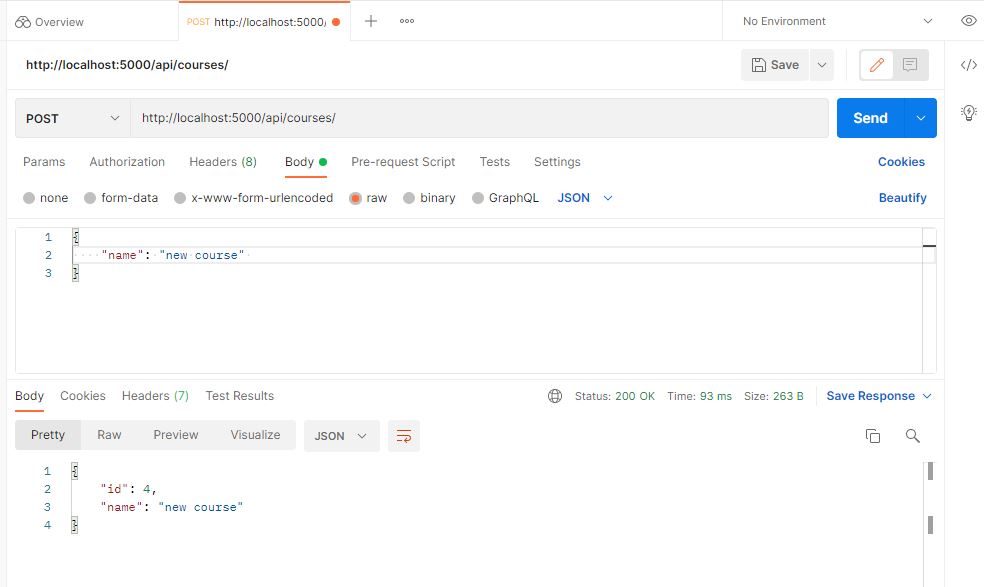 Overview POST http://localhost:5000/ No Environment
http://localhost:5000/api/courses/ Save
POST http://localhost:5000/api/courses/ Send
Params Authorization Headers (8) Body Pre-request Script Tests Settings Cookies
none form-data x-www-form-urlencoded raw binary GraphQL JSON Beautify
1 {
2 "name": "new course"
3 }
Body Cookies Headers (7) Test Results Status: 200 OK Time: 93 ms Size: 263 B Save Response
Pretty Raw Preview Visualize JSON
1 {
2 "id": 4,
3 "name": "new course"
4 }